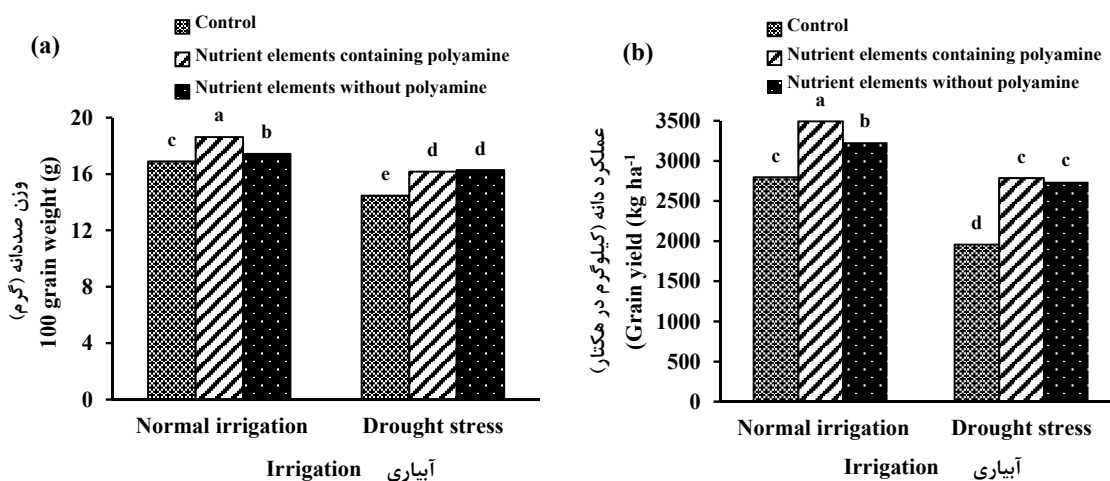 (a)
Control
Nutrient elements containing polyamine
Nutrient elements without polyamine
وزن صددانه (گرم)
100 grain weight (g)
20
16
12
8
4
0
c
a
b
e
d
d
Normal irrigation
Drought stress
Irrigation آبیاری
(b)
Control
Nutrient elements containing polyamine
Nutrient elements without polyamine
عملکرد دانه (کیلوگرم در هکتار)
(Grain yield (kg ha-1)
3500
3000
2500
2000
1500
1000
500
0
c
a
b
d
c
c
Normal irrigation
Drought stress
Irrigation آبیاری